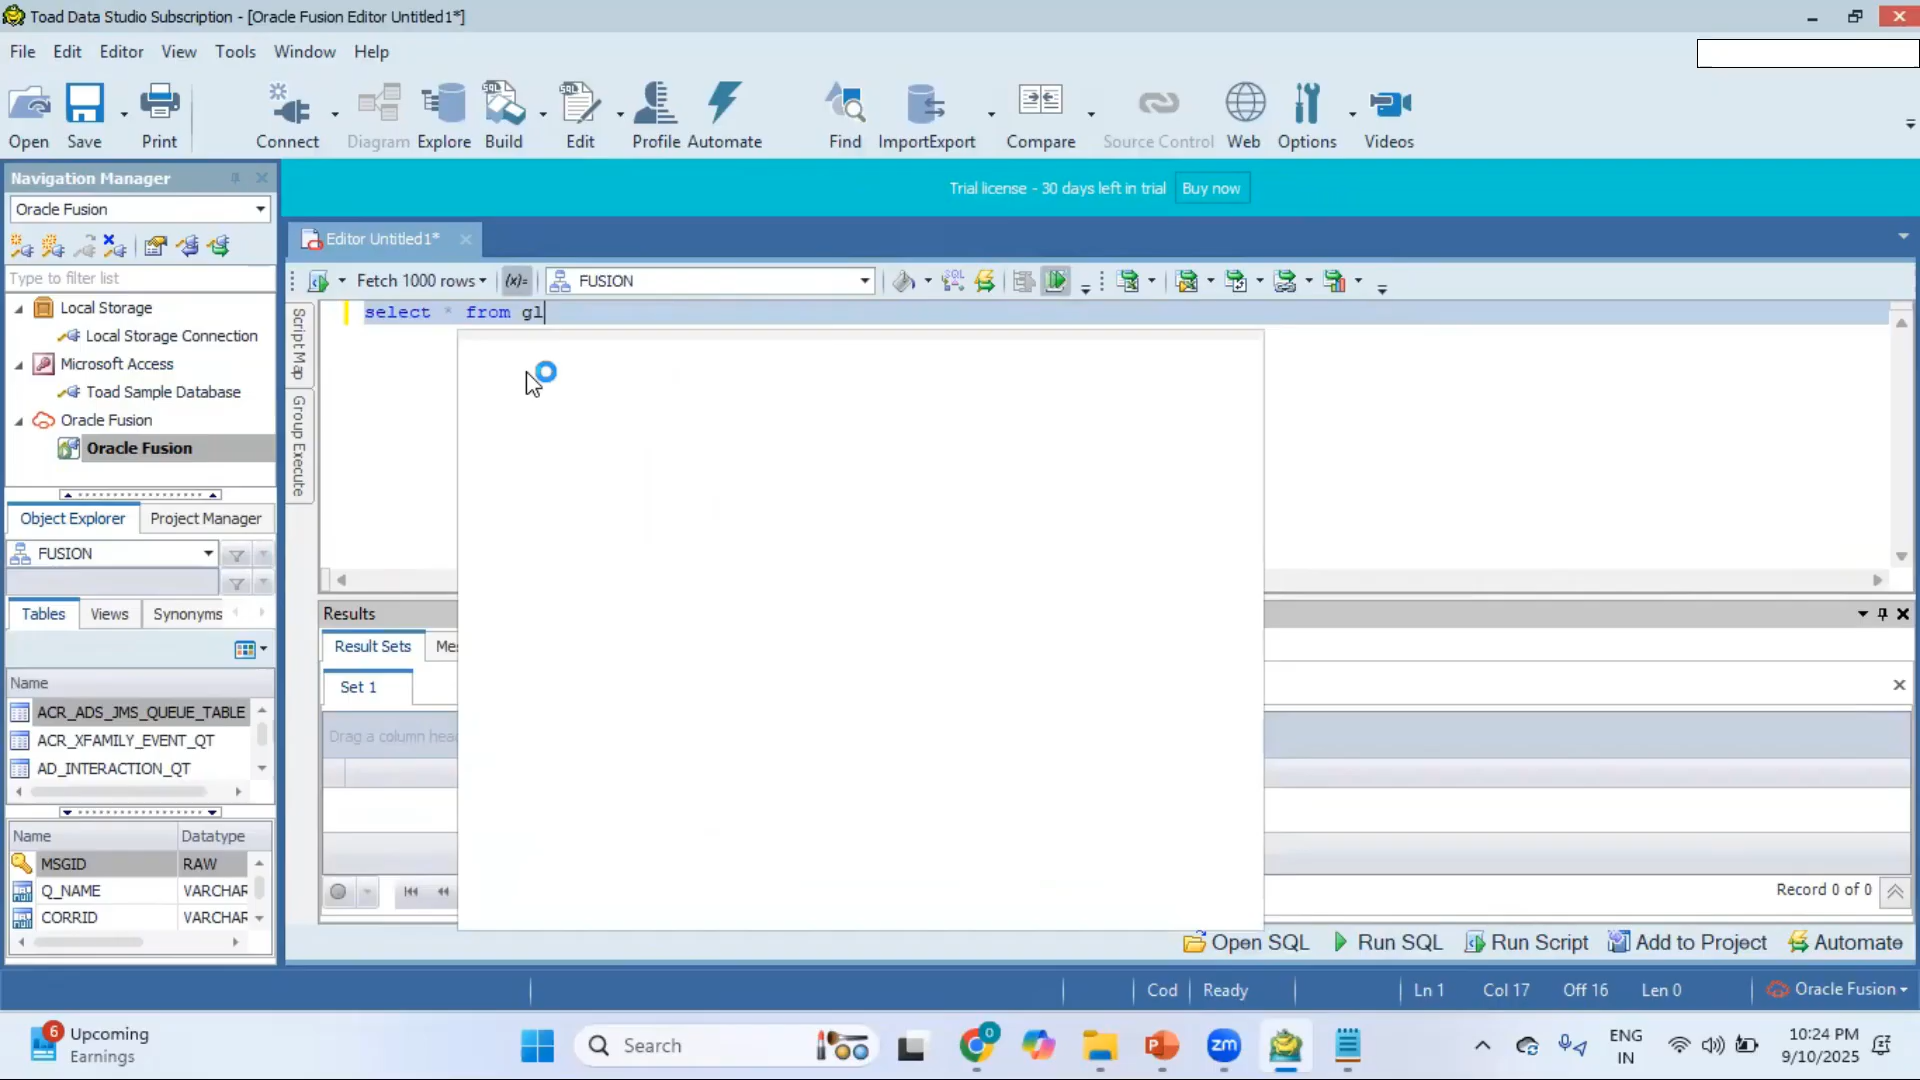 Toad Data Studio Subscription - [Oracle Fusion Editor Untitled1*]
File Edit Editor View Tools Window Help
Open Save Print Connect Diagram Explore Build Edit Profile Automate Find ImportExport Compare Source Control Web Options Videos
Navigation Manager
Trial license - 30 days left in trial Buy now
Oracle Fusion
Editor Untitled1*
Type to filter list
Fetch 1000 rows (x)= FUSION
Local Storage
select * from gl
Local Storage Connection
Script Map
Microsoft Access
Toad Sample Database
Group Execute
Oracle Fusion
Oracle Fusion
Object Explorer Project Manager
FUSION
Tables Views Synonyms
Results
Result Sets Mes
Name
Set 1
ACR_ADS_JMS_QUEUE_TABLE
ACR_XFAMILY_EVENT_QT
Drag a column head
AD_INTERACTION_QT
Name Datatype
MSGID RAW
Q_NAME VARCHAR
CORRID VARCHAR
Record 0 of 0
Open SQL Run SQL Run Script Add to Project Automate
Cod Ready Ln 1 Col 17 Off 16 Len 0 Oracle Fusion
6 Upcoming
Earnings
Search
0
zm
ENG
IN
10:24 PM
9/10/2025